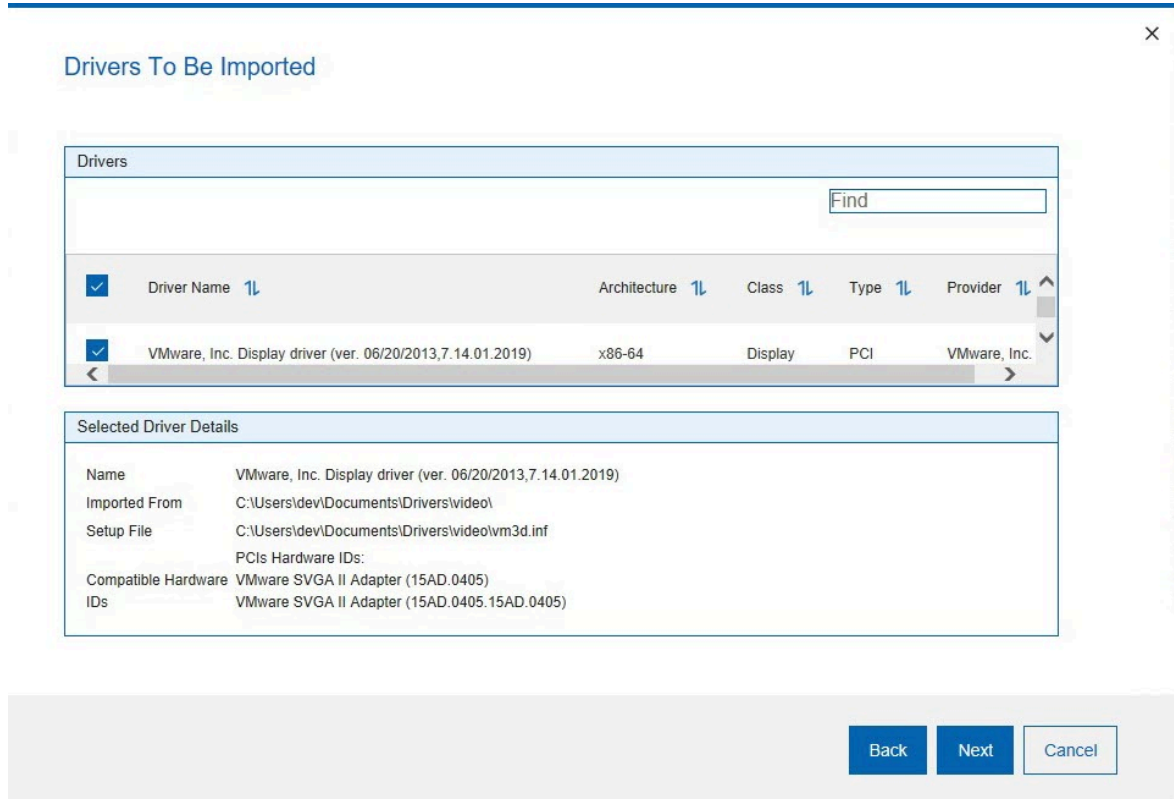 Drivers To Be Imported
Drivers
Find
Driver Name Architecture Class Type Provider
VMware, Inc. Display driver (ver. 06/20/2013,7.14.01.2019) x86-64 Display PCI VMware, Inc.
Selected Driver Details
Name VMware, Inc. Display driver (ver. 06/20/2013,7.14.01.2019)
Imported From C:\Users\dev\Documents\Drivers\video\
Setup File C:\Users\dev\Documents\Drivers\video\vm3d.inf
PCIs Hardware IDs:
Compatible Hardware VMware SVGA II Adapter (15AD.0405)
IDs VMware SVGA II Adapter (15AD.0405.15AD.0405)
Back Next Cancel